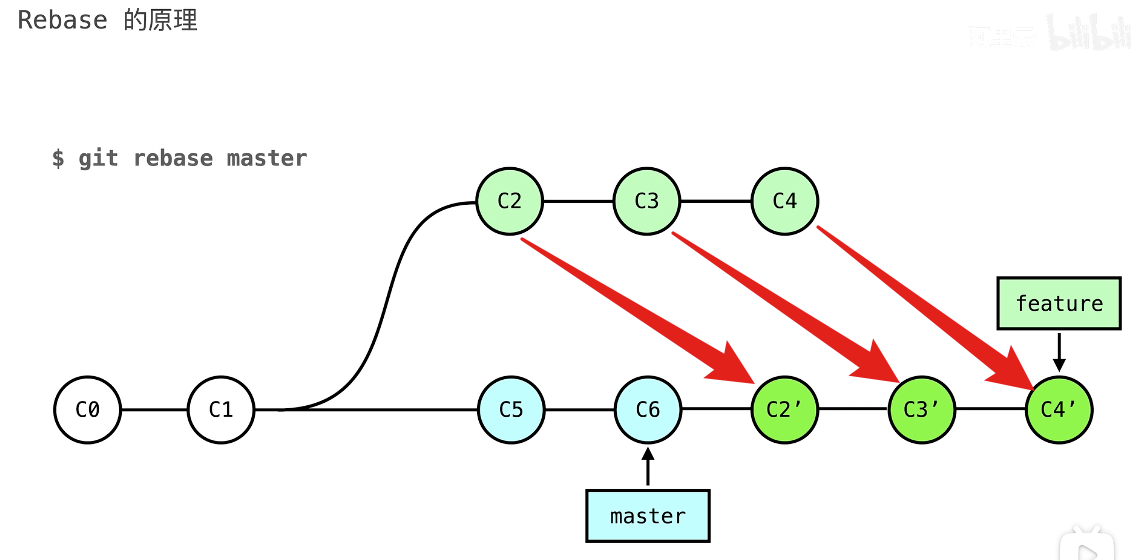 Rebase 的原理
bilibili
$ git rebase master
C2 C3 C4
feature
C0 C1 C5 C6 C2’ C3’ C4’
master